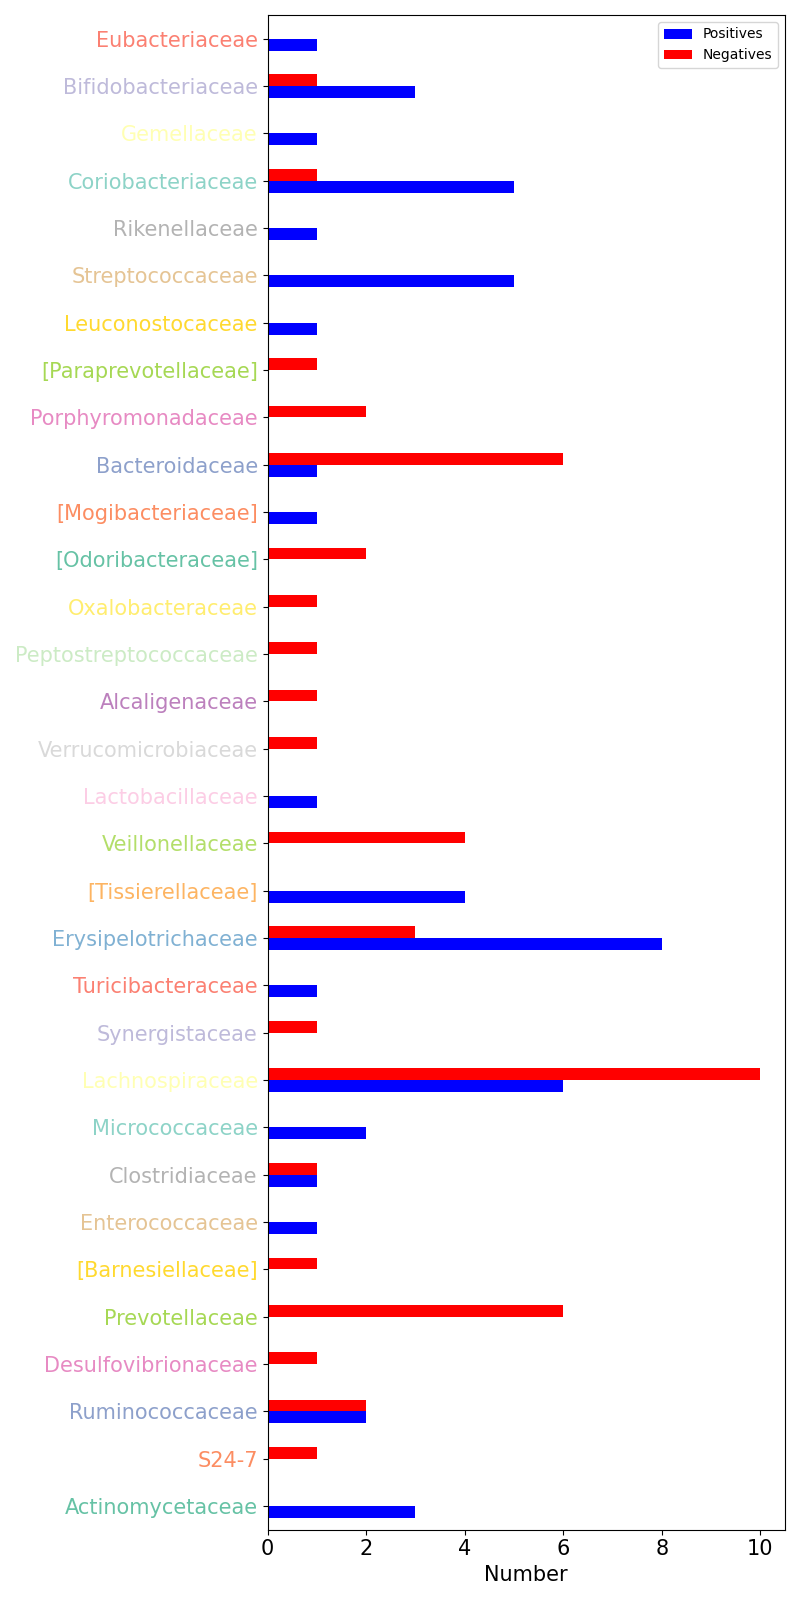 Positives
Negatives
Eubacteriaceae
Bifidobacteriaceae
Gemellaceae
Coriobacteriaceae
Rikenellaceae
Streptococcaceae
Leuconostocaceae
[Paraprevotellaceae]
Porphyromonadaceae
Bacteroidaceae
[Mogibacteriaceae]
[Odoribacteraceae]
Oxalobacteraceae
Peptostreptococcaceae
Alcaligenaceae
Verrucomicrobiaceae
Lactobacillaceae
Veillonellaceae
[Tissierellaceae]
Erysipelotrichaceae
Turicibacteraceae
Synergistaceae
Lachnospiraceae
Micrococcaceae
Clostridiaceae
Enterococcaceae
[Barnesiellaceae]
Prevotellaceae
Desulfovibrionaceae
Ruminococcaceae
S24-7
Actinomycetaceae
0 2 4 6 8 10
Number